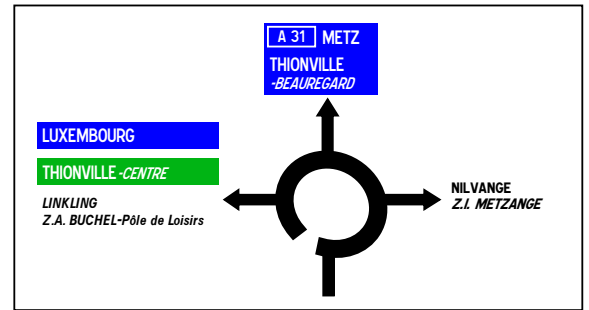 A 31 METZ
THIONVILLE
-BEAUREGARD
LUXEMBOURG
THIONVILLE-CENTRE
LINKLING
Z.A. BUCHEL-Pôle de Loisirs
NILVANGE
Z.I. METZANGE